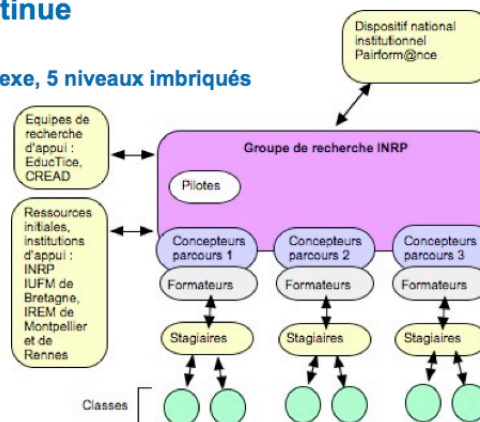 tinue
exe, 5 niveaux imbriqués
Dispositif national
institutionnel
Pairform@nce
Equipes de
recherche
d'appui :
EducTice,
CREAD
Groupe de recherche INRP
Pilotes
Ressources
initiales,
institutions
d'appui :
INRP
IUFM de
Bretagne,
IREM de
Montpellier
et de
Rennes
Concepteurs
parcours 1
Concepteurs
parcours 2
Concepteurs
parcours 3
Formateurs
Formateurs
Formateurs
Stagiaires
Stagiaires
Stagiaires
Classes